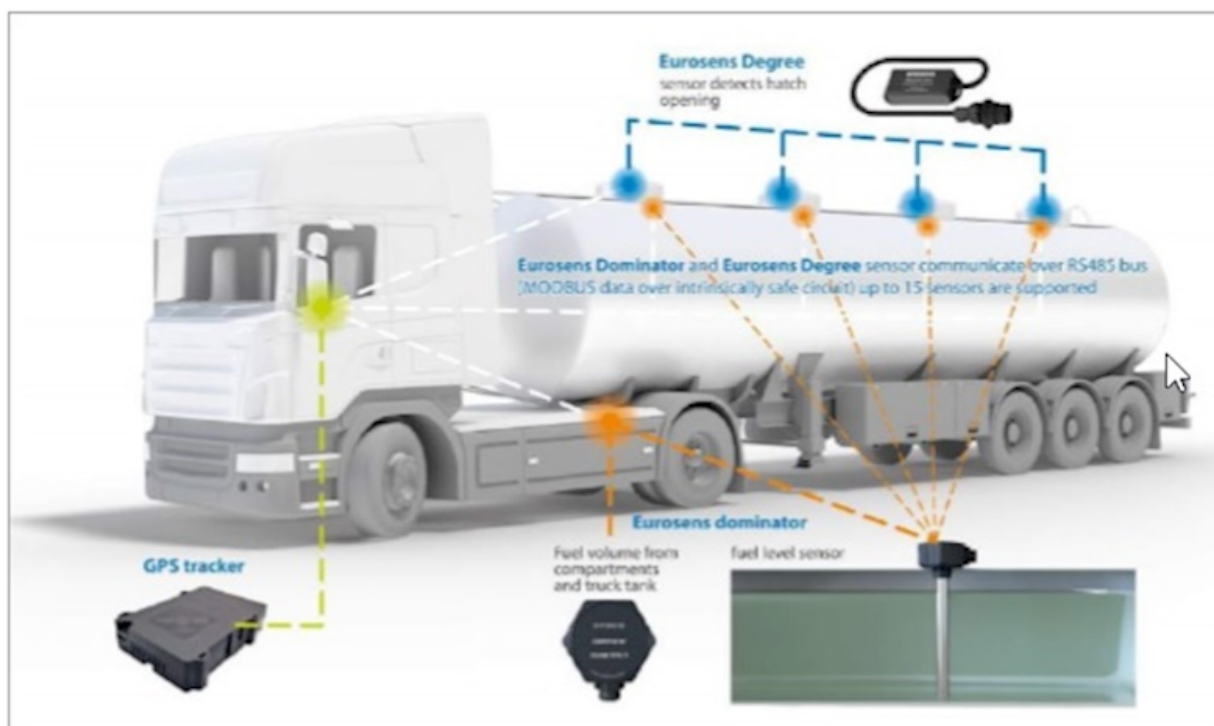 Eurosens Degree
sensor detects hatch
opening
Eurosens Dominator and Eurosens Degree sensor communicate over RS485 bus
(MODBUS data over intrinsically safe circuit) up to 15 sensors are supported
Eurosens dominator
GPS tracker
Fuel volume from
compartments
and truck tank
fuel level sensor